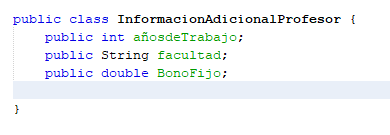 public class InformacionAdicionalProfesor {
public int añosdeTrabajo;
public String facultad;
public double BonoFijo;
}